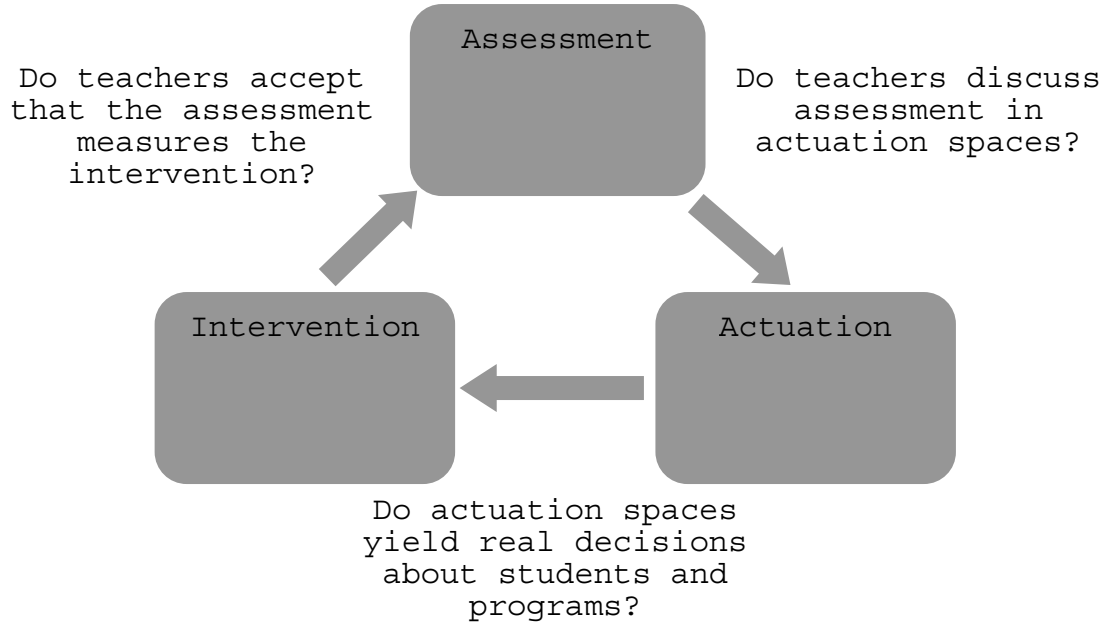 Assessment
Do teachers accept
that the assessment
measures the
intervention?
Do teachers discuss
assessment in
actuation spaces?
Intervention
Actuation
Do actuation spaces
yield real decisions
about students and
programs?